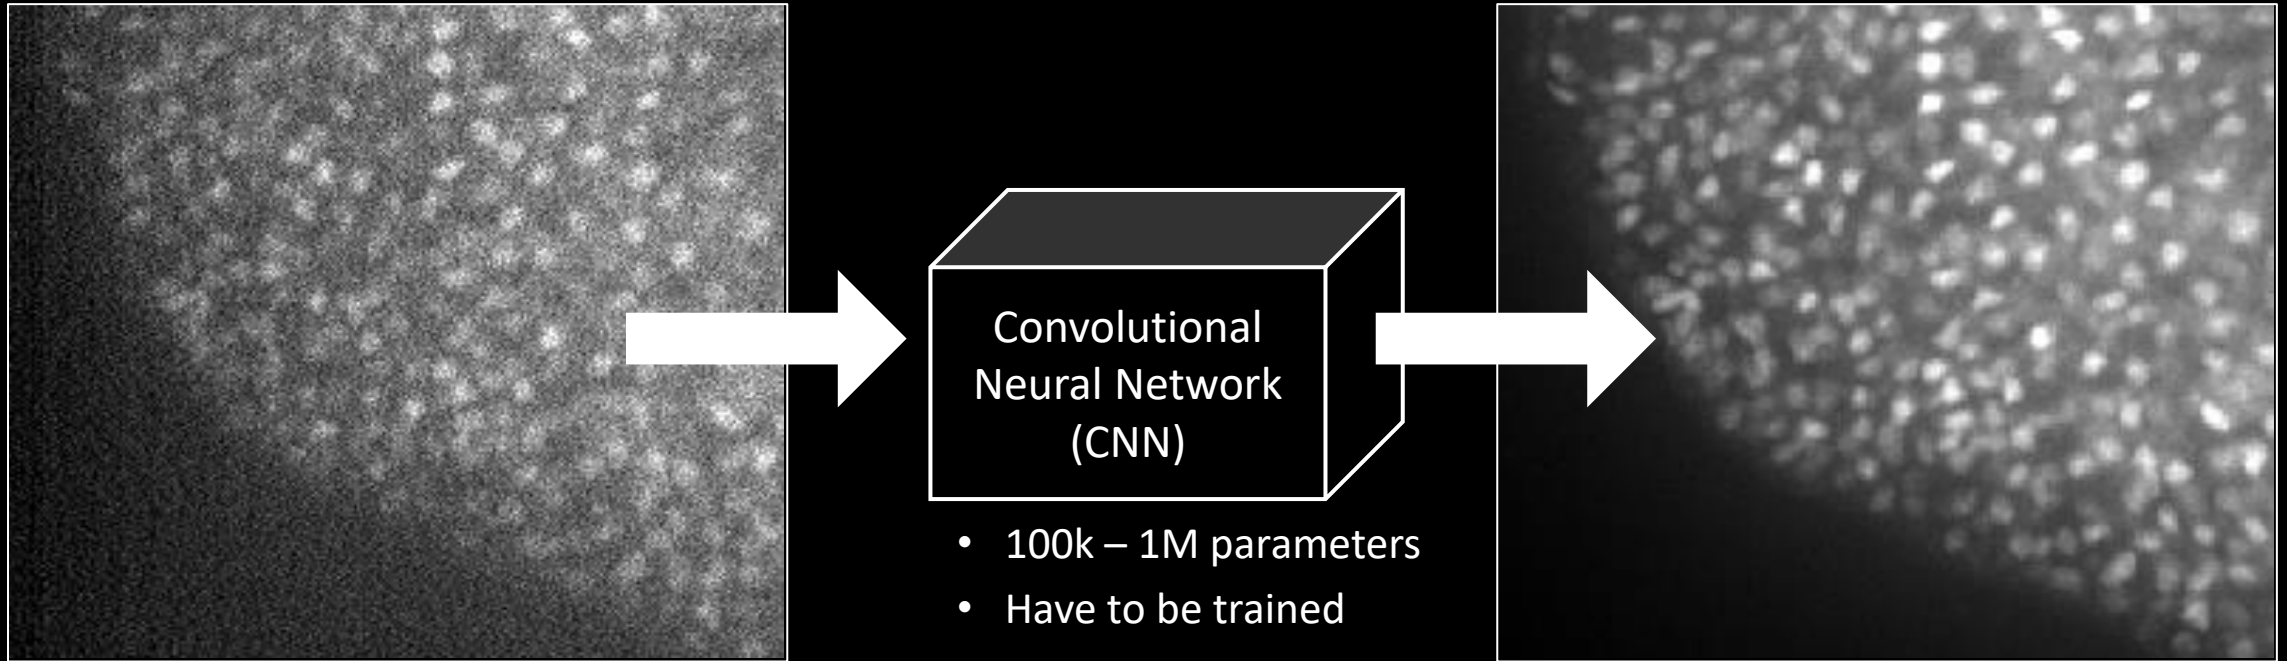 Convolutional
Neural Network
(CNN)
• 100k – 1M parameters
• Have to be trained